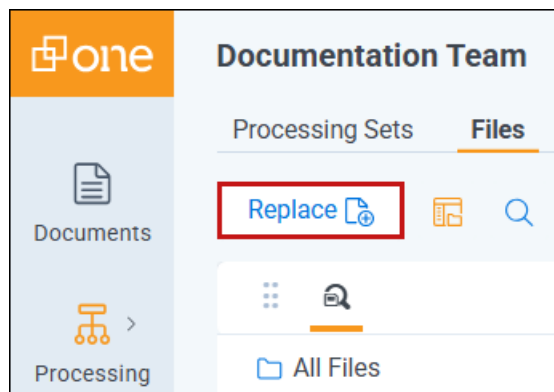 one
Documentation Team
Processing Sets
Files
Replace
Documents
Processing
All Files